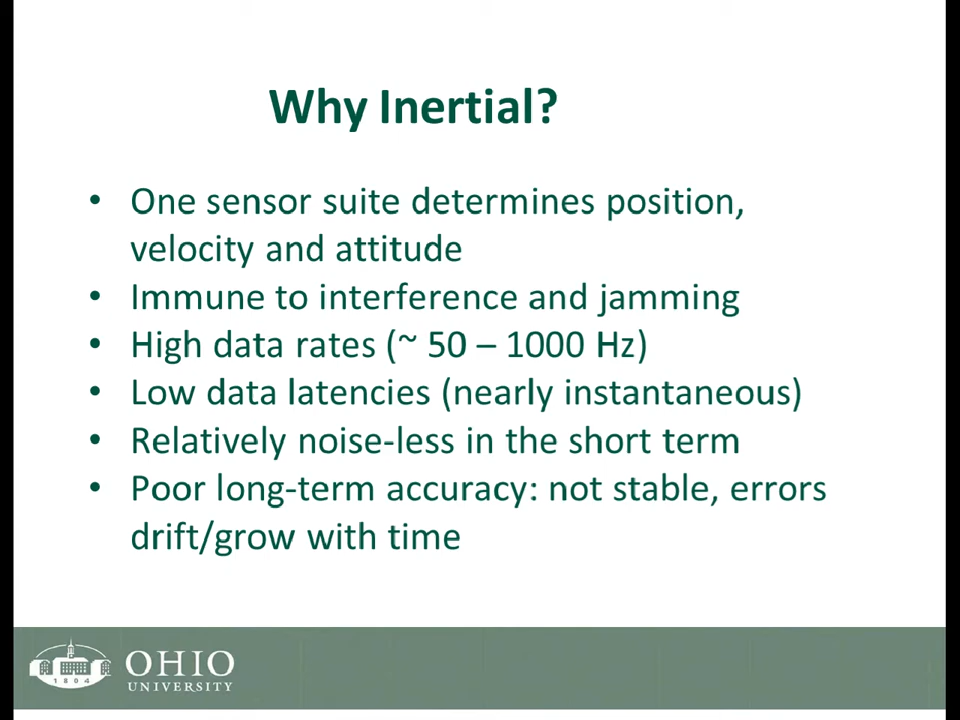 Why Inertial?
• One sensor suite determines position,
velocity and attitude
• Immune to interference and jamming
• High data rates (~ 50 – 1000 Hz)
• Low data latencies (nearly instantaneous)
• Relatively noise-less in the short term
• Poor long-term accuracy: not stable, errors
drift/grow with time
1804
OHIO
UNIVERSITY